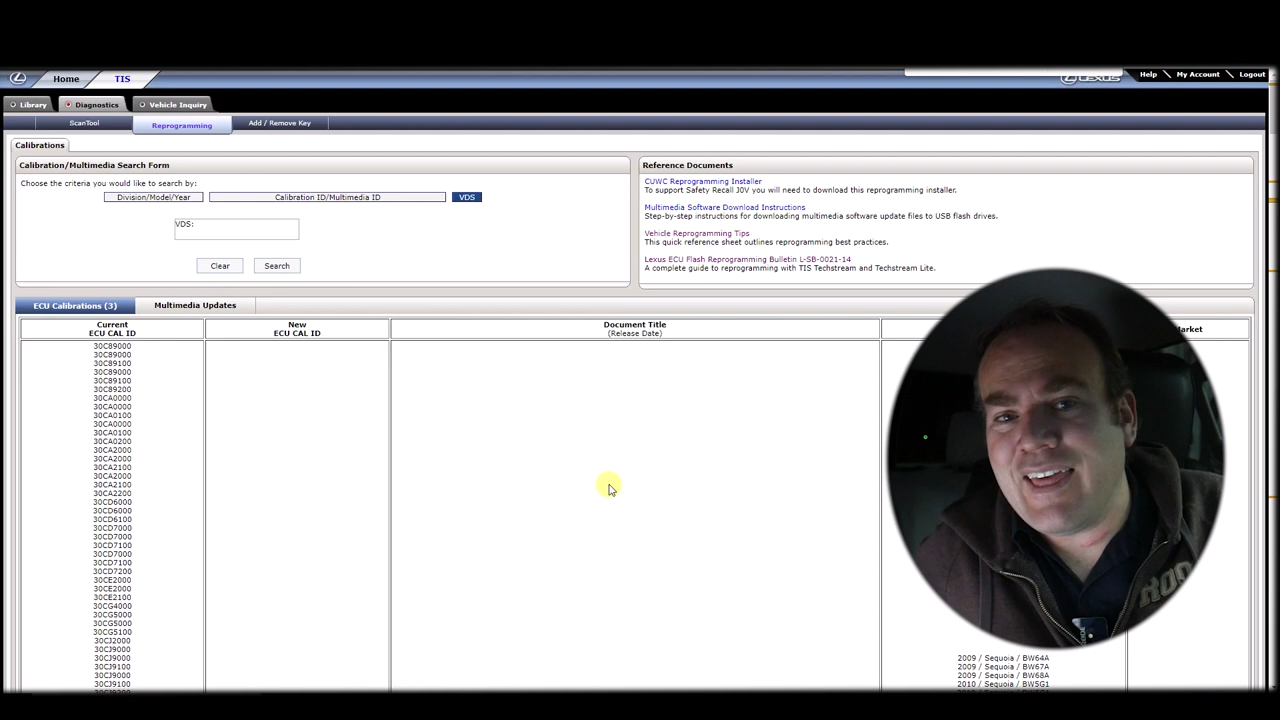 Home
TIS
LEXUS
Help
My Account
Logout
Library
Diagnostics
Vehicle Inquiry
ScanTool
Reprogramming
Add / Remove Key
Calibrations
Calibration/Multimedia Search Form
Choose the criteria you would like to search by:
Division/Model/Year
Calibration ID/Multimedia ID
VDS
VDS:
Clear
Search
Reference Documents
CUWC Reprogramming Installer
To support Safety Recall J0V you will need to download this reprogramming installer.
Multimedia Software Download Instructions
Step-by-step instructions for downloading multimedia software update files to USB flash drives.
Vehicle Reprogramming Tips
This quick reference sheet outlines reprogramming best practices.
Lexus ECU Flash Reprogramming Bulletin L-SB-0021-14
A complete guide to reprogramming with TIS Techstream and Techstream Lite.
ECU Calibrations (3)
Multimedia Updates
Current
ECU CAL ID
New
ECU CAL ID
Document Title
(Release Date)
30C89000
30C89000
30C89100
30C89000
30C89100
30C89200
30CA0000
30CA0000
30CA0100
30CA0000
30CA0100
30CA0200
30CA2000
30CA2000
30CA2100
30CA2000
30CA2100
30CA2200
30CD6000
30CD6000
30CD6100
30CD7000
30CD7000
30CD7100
30CD7000
30CD7100
30CD7200
30CE2000
30CE2000
30CE2100
30CG4000
30CG5000
30CG5000
30CG5100
30CJ2000
30CJ9000
30CJ9000
30CJ9100
30CJ9000
30CJ9100
2009 / Sequoia / BW64A
2009 / Sequoia / BW67A
2009 / Sequoia / BW68A
2010 / Sequoia / BW5G1